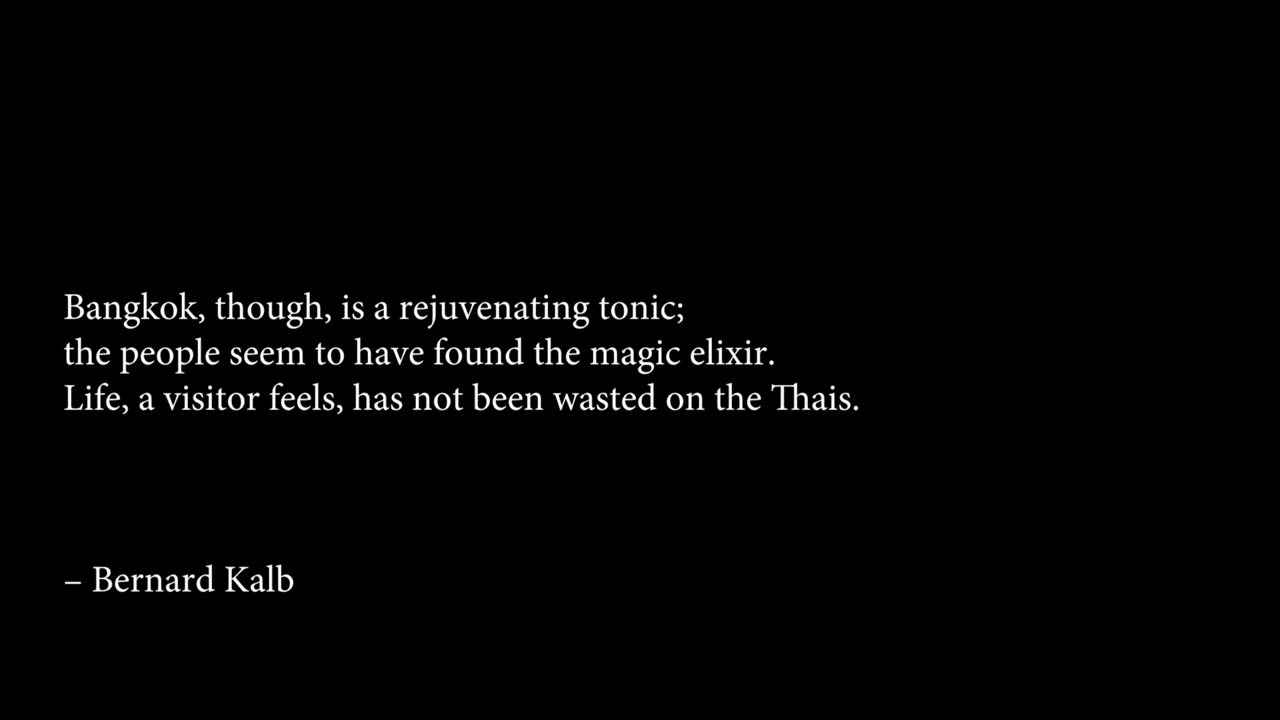 Bangkok, though, is a rejuvenating tonic;
the people seem to have found the magic elixir.
Life, a visitor feels, has not been wasted on the Thais.
– Bernard Kalb